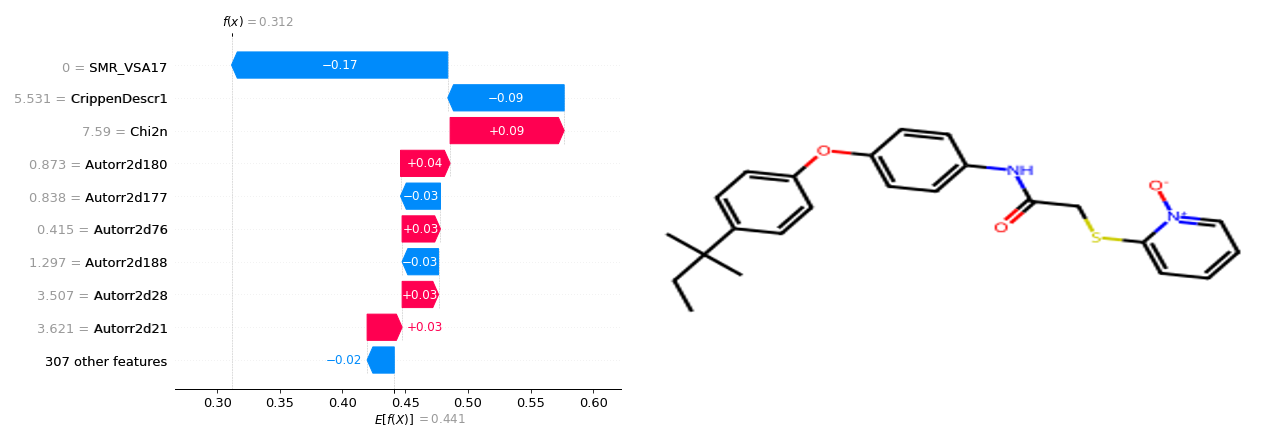 f(x) = 0.312
0 = SMR_VSA17
−0.17
5.531 = CrippenDescr1
−0.09
7.59 = Chi2n
+0.09
0.873 = Autorr2d180
+0.04
0.838 = Autorr2d177
−0.03
0.415 = Autorr2d76
+0.03
1.297 = Autorr2d188
−0.03
3.507 = Autorr2d28
+0.03
3.621 = Autorr2d21
+0.03
307 other features
−0.02
0.30 0.35 0.40 0.45 0.50 0.55 0.60
E[f(X)] = 0.441
O
NH
O
S
O-
N+